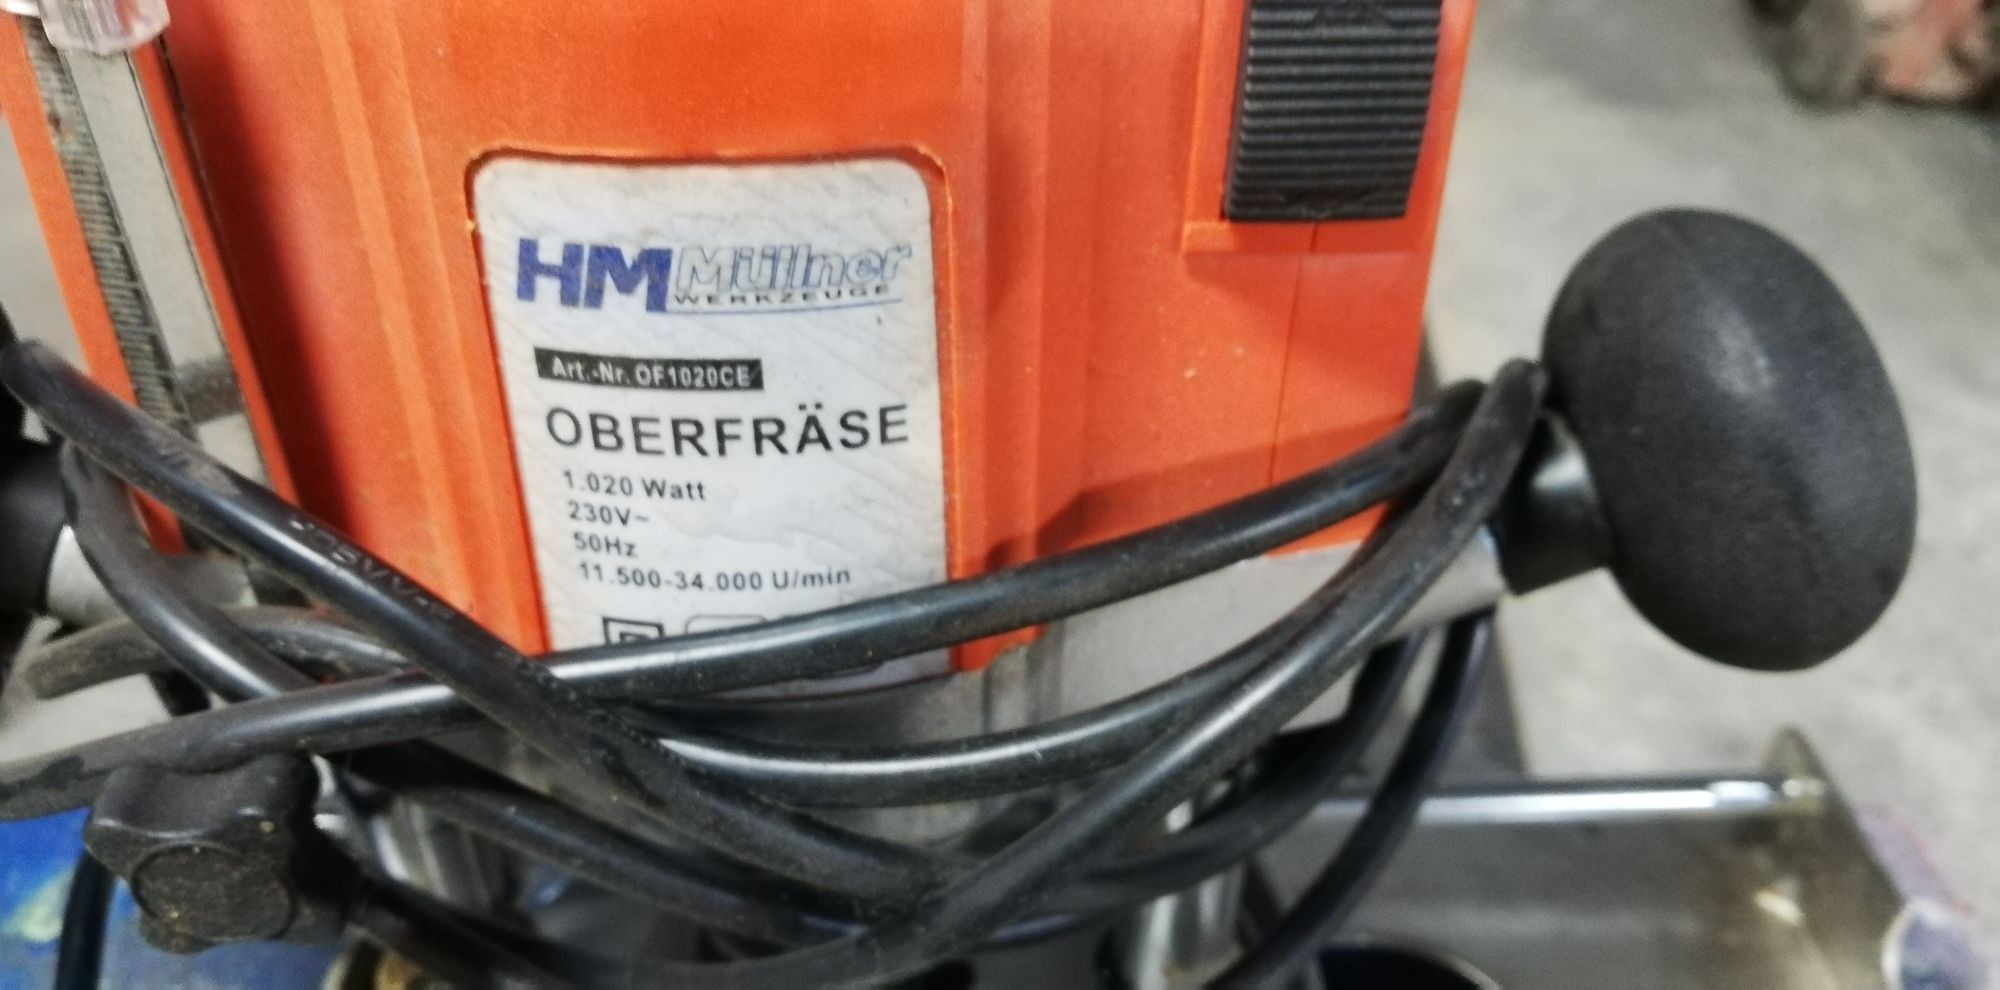 HM Müllner
WERKZEUGE
Art.-Nr. OF1020CE
OBERFRÄSE
1.020 Watt
230V~
50Hz
11.500-34.000 U/min